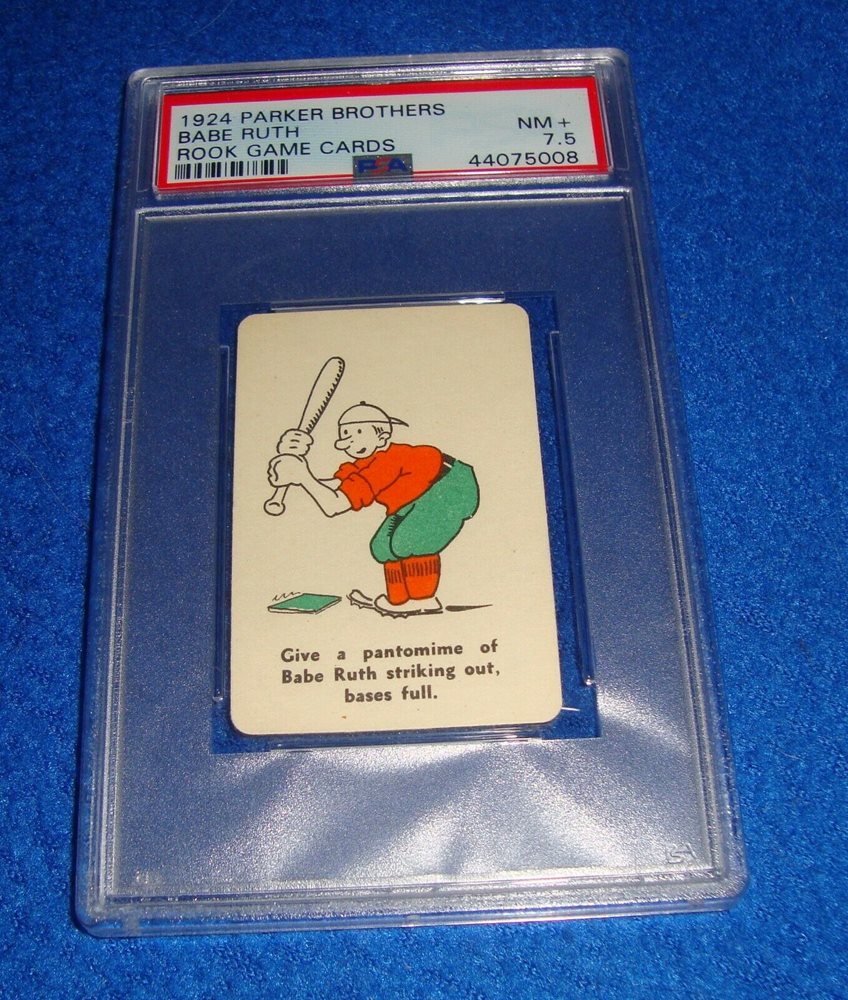 1924 PARKER BROTHERS
BABE RUTH
ROOK GAME CARDS
NM +
7.5
44075008
PSA
Give a pantomime of
Babe Ruth striking out,
bases full.